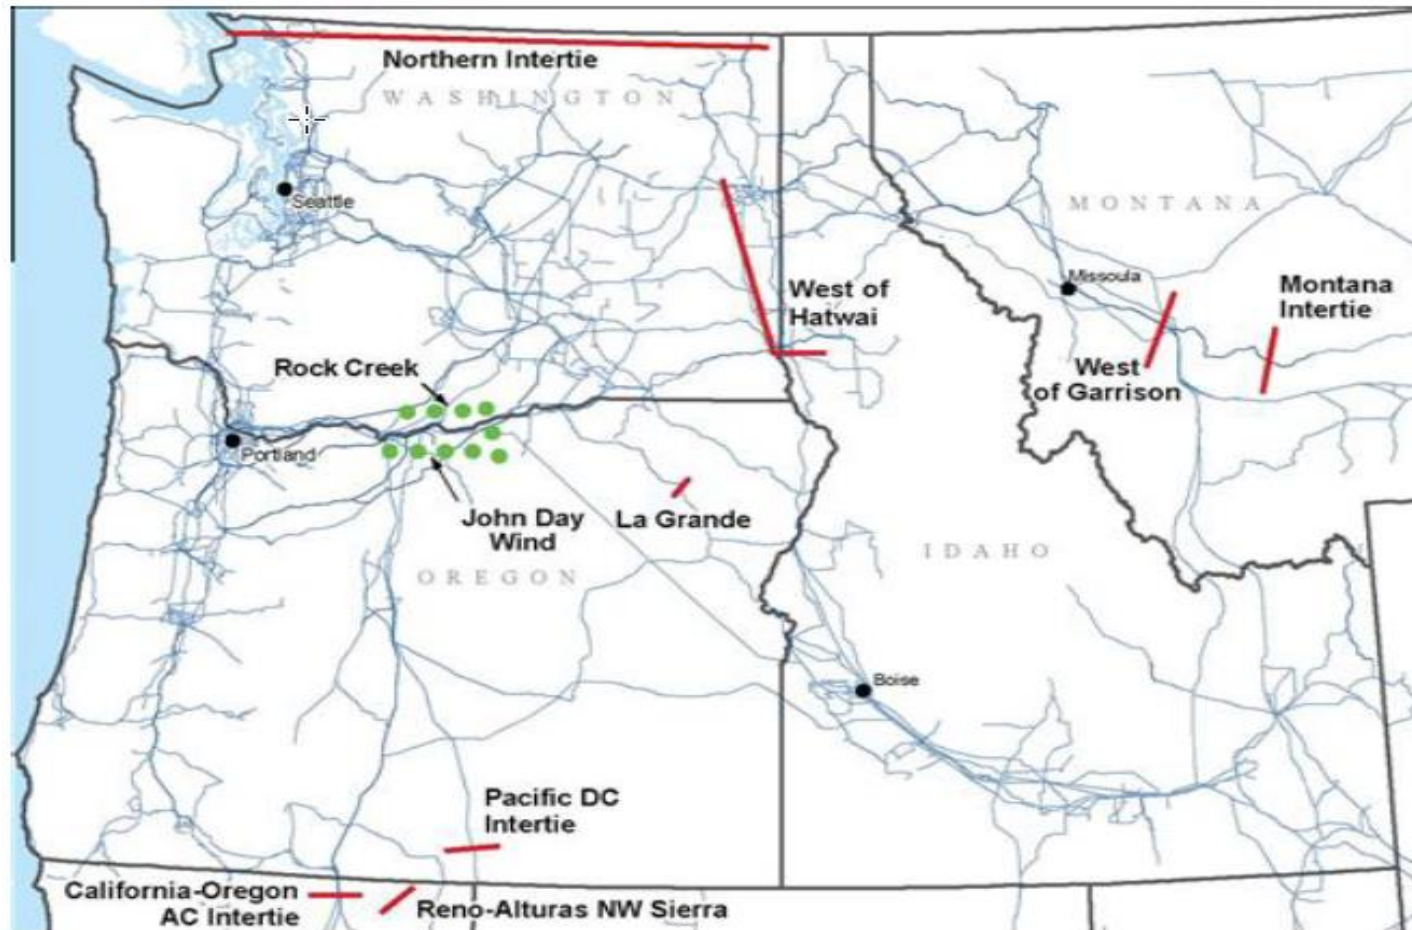 Northern Intertie
WASHINGTON
Seattle
MONTANA
Missoula
Montana
Intertie
West of
Hatwai
West
of Garrison
Rock Creek
Portland
John Day
Wind
La Grande
OREGON
IDAHO
Boise
Pacific DC
Intertie
California-Oregon
AC Intertie
Reno-Alturas NW Sierra